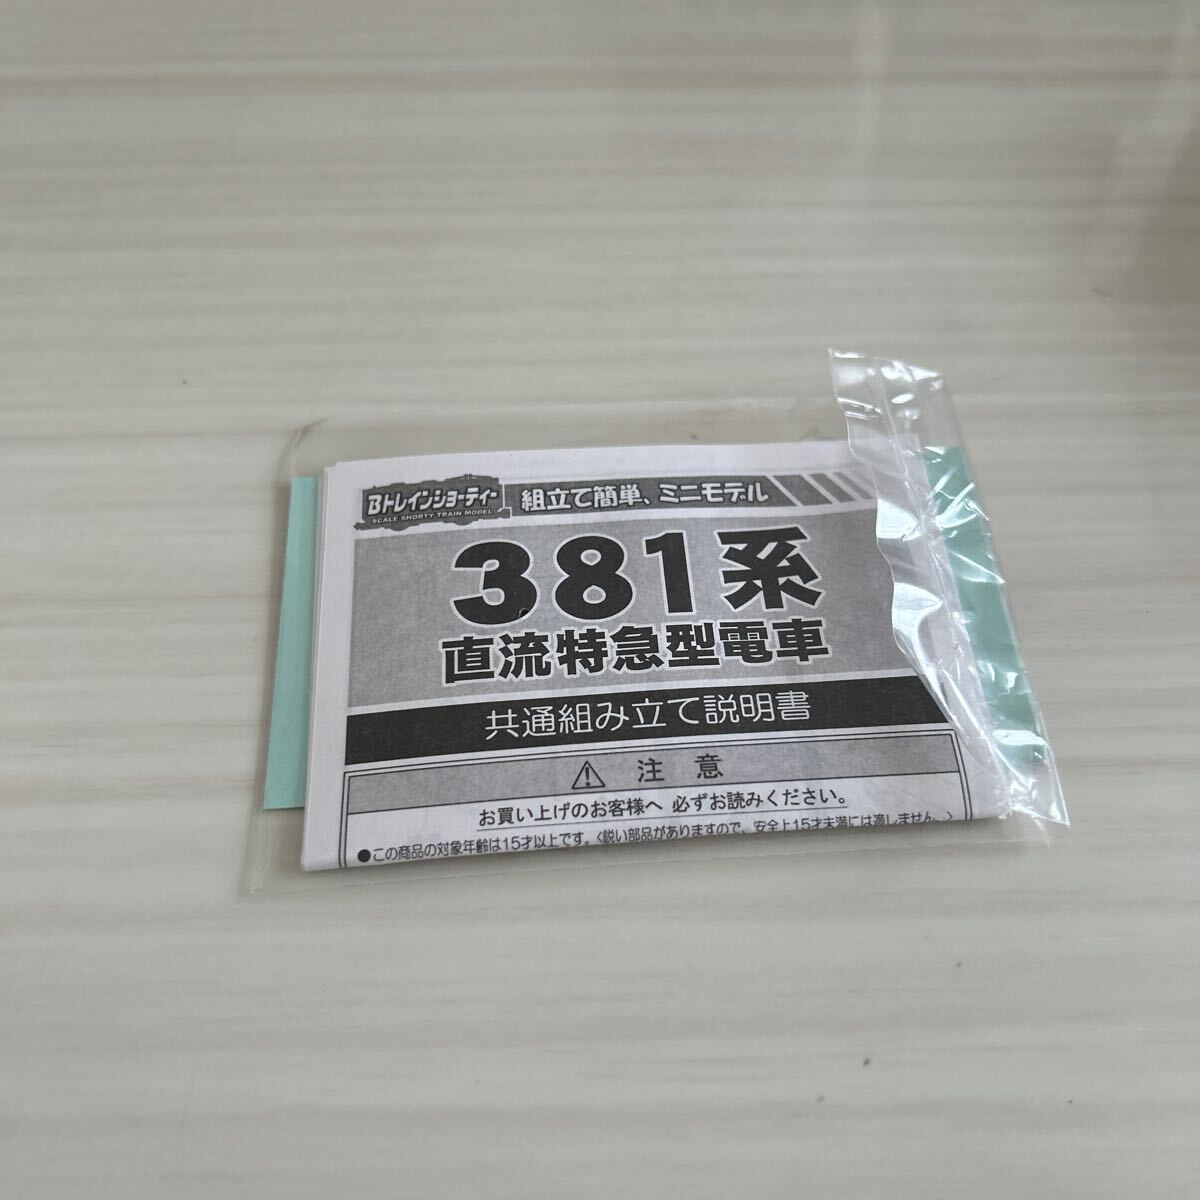 Bトレインショーティー
SCALE SHORTY TRAIN MODEL
組立て簡単、ミニモデル
381系
直流特急型電車
共通組み立て説明書
注 意
お買い上げのお客様へ 必ずお読みください。
●この商品の対象年齢は15才以上です。〈鋭い部品がありますので、安全上15才未満には適しません。〉